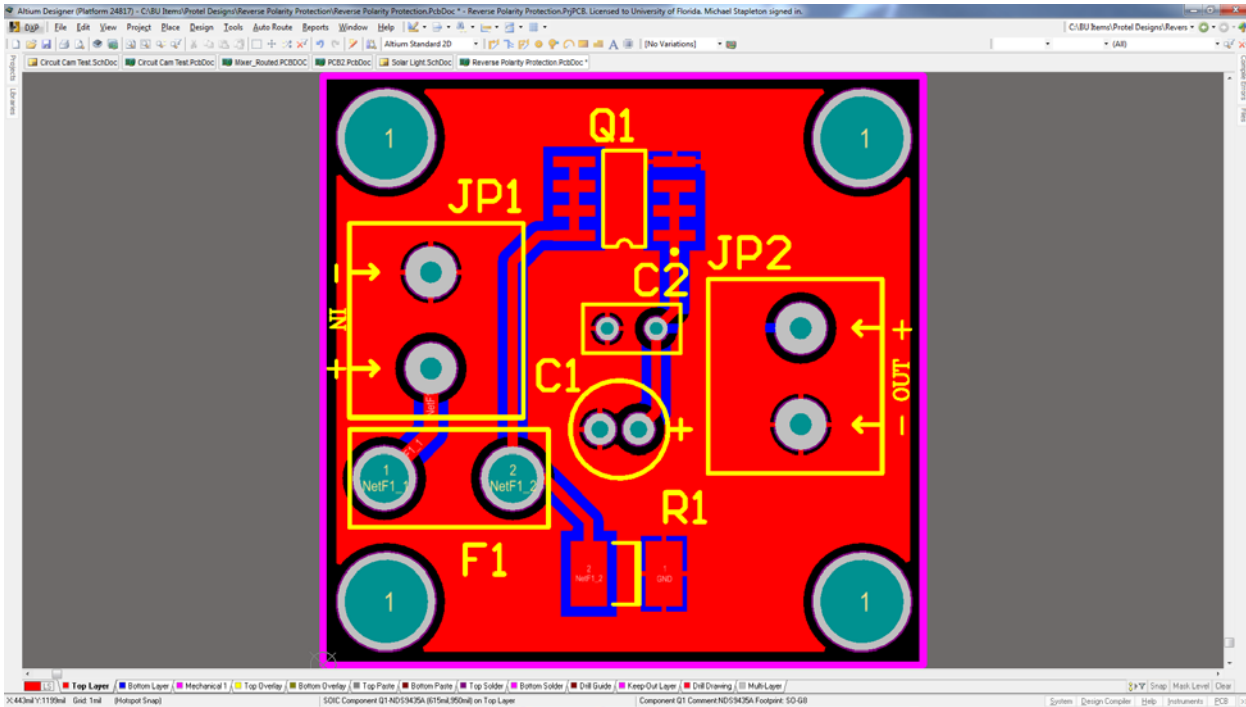 Altium Designer (Platform 24817) - C:\BU Items\Protel Designs\Reverse Polarity Protection\Reverse Polarity Protection.PcbDoc * - Reverse Polarity Protection.PrjPCB. Licensed to University of Florida. Michael Stapleton signed in.
DXP File Edit View Project Place Design Tools Auto Route Reports Window Help C:\BU Items\Protel Designs\Revers
Altium Standard 2D [No Variations] (All)
Circuit Cam Test.SchDoc Circuit Cam Test.PcbDoc Mixer_Routed.PCBDOC PCB2.PcbDoc Solar Light.SchDoc Reverse Polarity Protection.PcbDoc *
Projects
Libraries
Compile Errors
Files
1
1
Q1
JP1
JP2
C2
-
IN
+
+
OUT
-
C1
+
NetF1_1
1
NetF1_1
2
NetF1_2
R1
F1
2
NetF1_2
1
GND
1
1
LS Top Layer Bottom Layer Mechanical 1 Top Overlay Bottom Overlay Top Paste Bottom Paste Top Solder Bottom Solder Drill Guide Keep-Out Layer Drill Drawing Multi-Layer Snap Mask Level Clear
X:443mil Y:1199mil Grid: 1mil (Hotspot Snap) SOIC Component Q1-NDS9435A (615mil,950mil) on Top Layer Component Q1 Comment:NDS9435A Footprint: SO-G8 System Design Compiler Help Instruments PCB